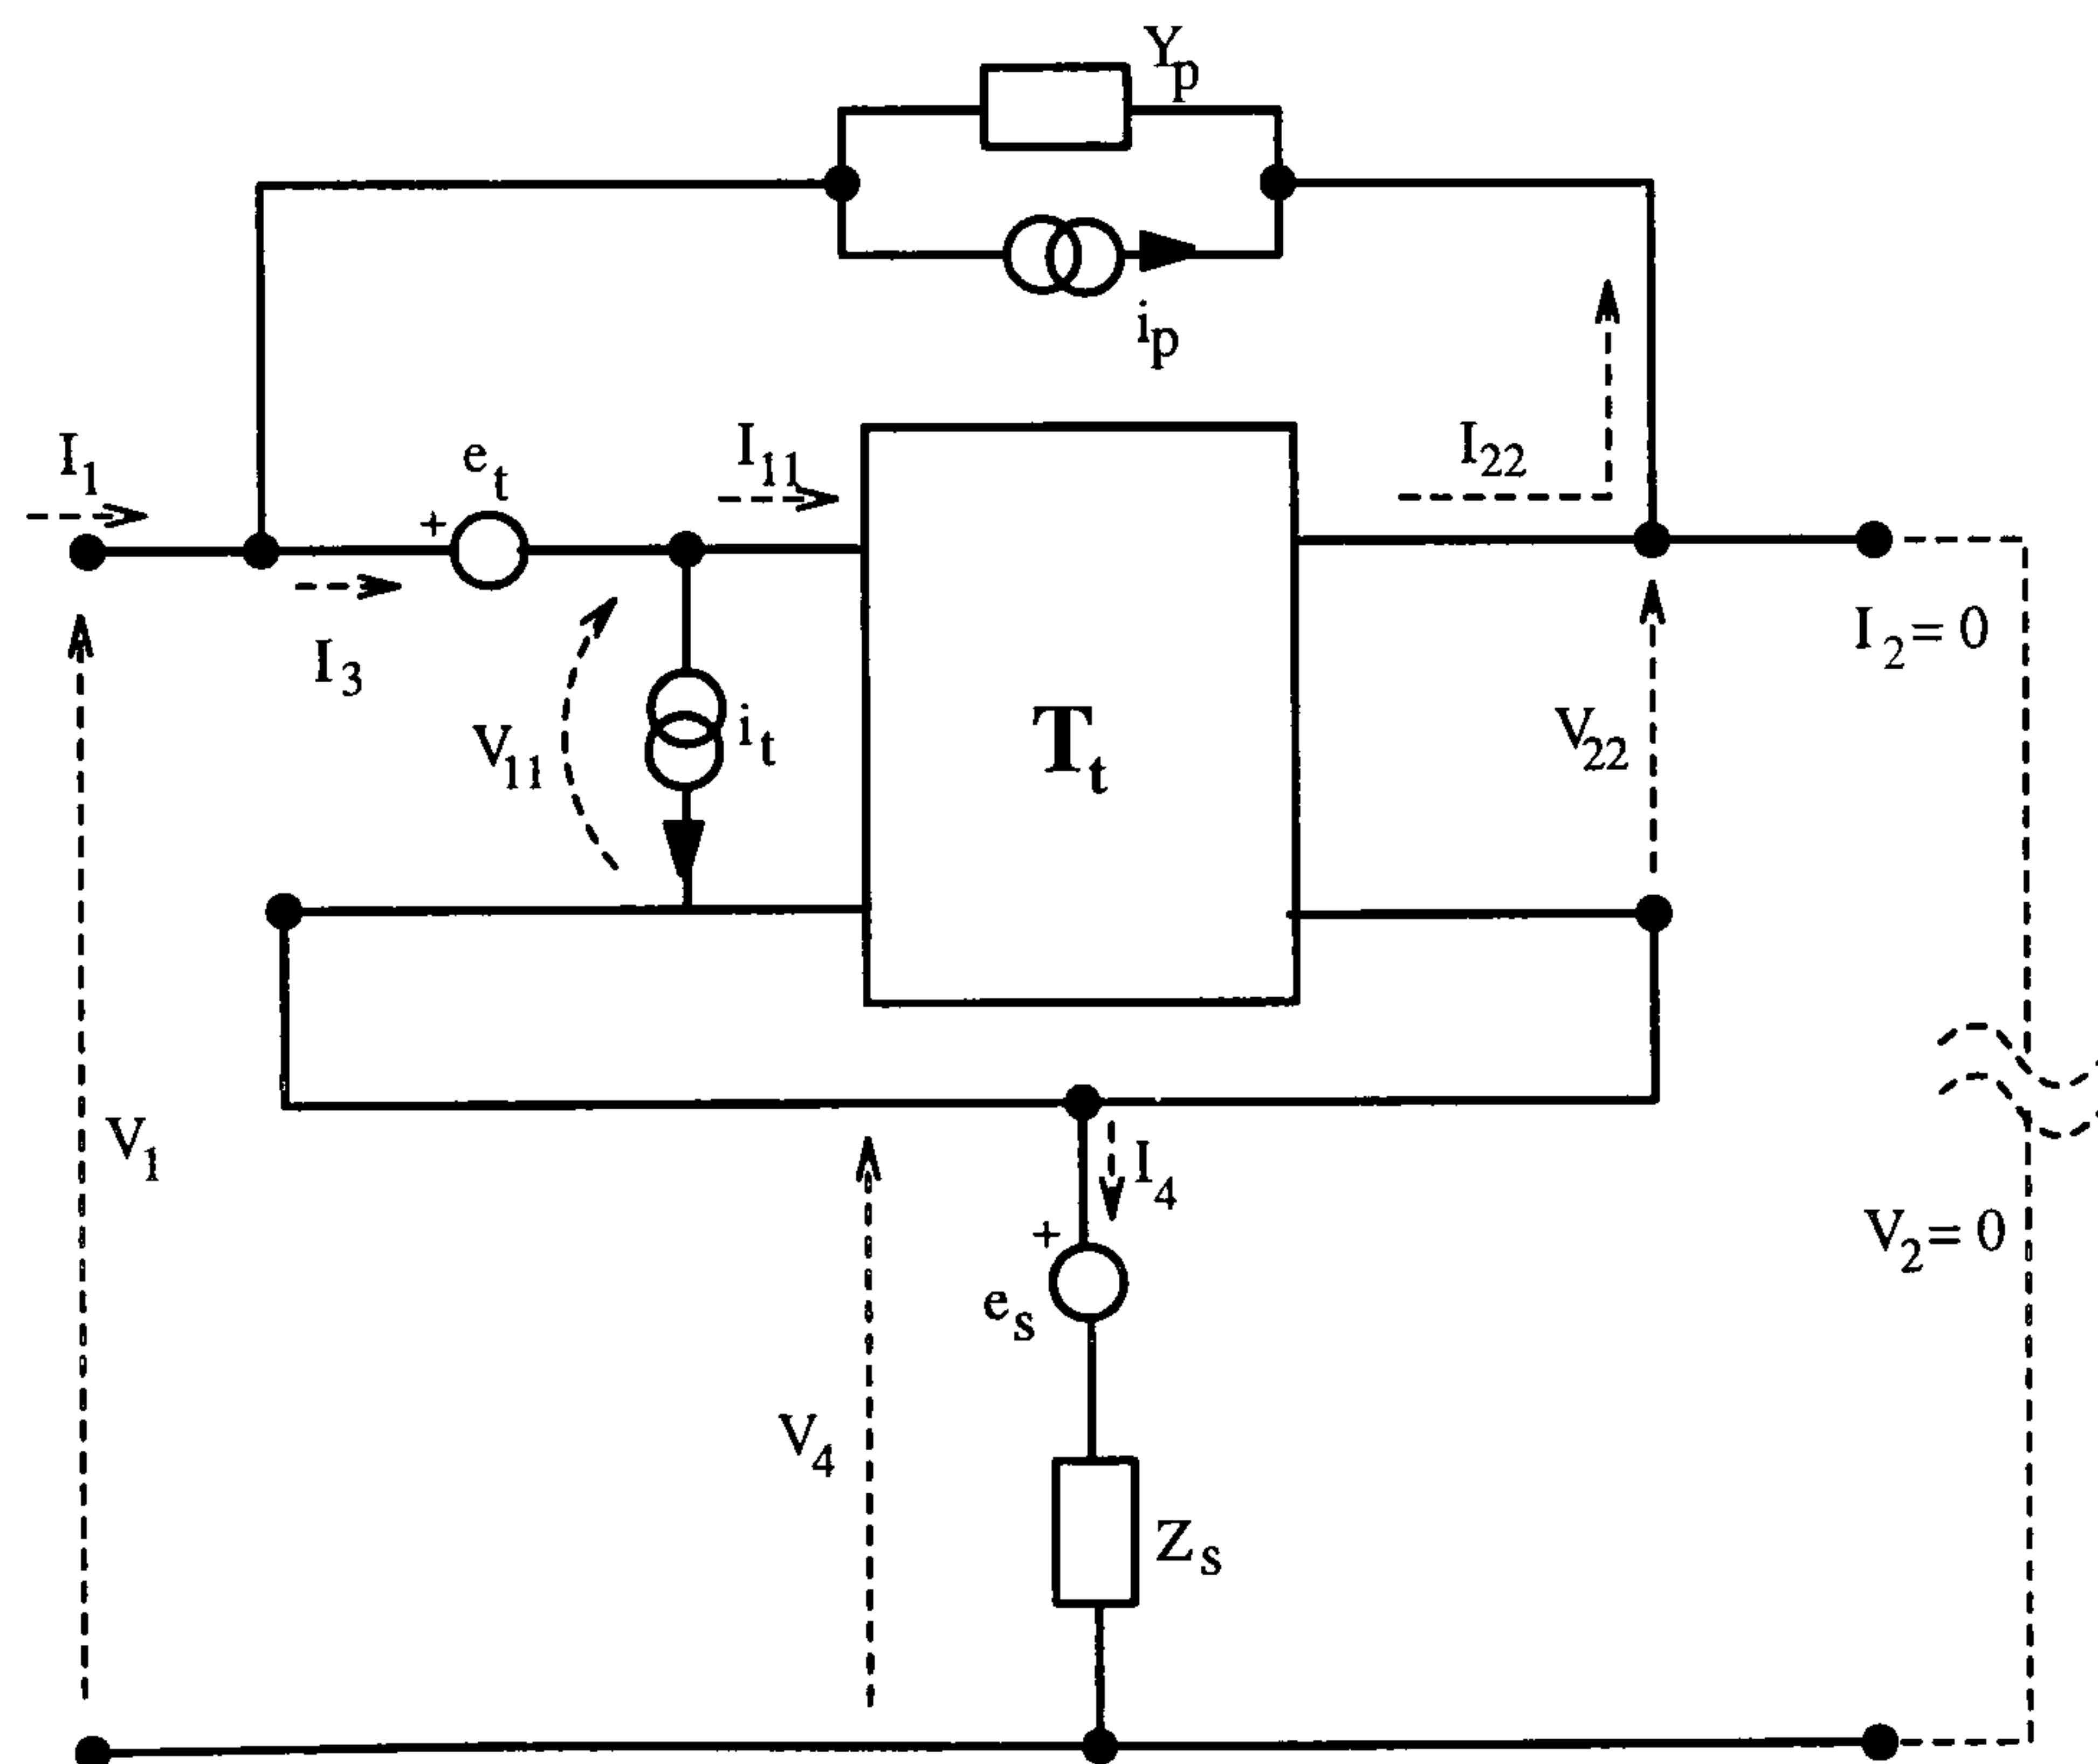 Yp
ip
I1
et
I11
I22
+
I3
it
I2 = 0
V11
Tt
V22
V1
I4
+
es
V2 = 0
V4
Zs